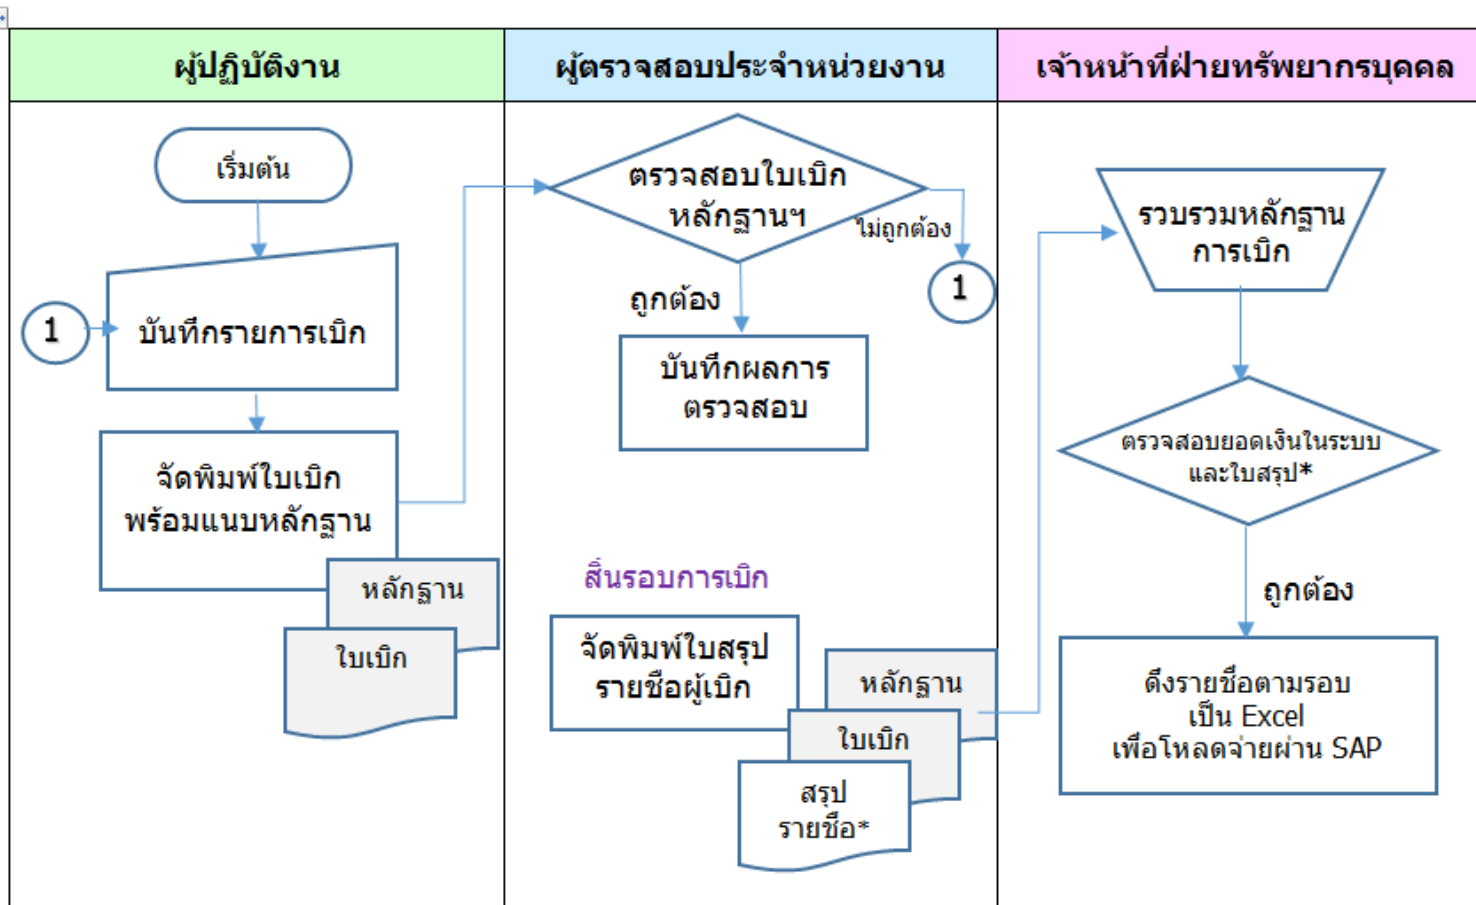 ผู้ปฏิบัติงาน
ผู้ตรวจสอบประจำหน่วยงาน
เจ้าหน้าที่ฝ่ายทรัพยากรบุคคล
เริ่มต้น
1
บันทึกรายการเบิก
จัดพิมพ์ใบเบิก
พร้อมแนบหลักฐาน
หลักฐาน
ใบเบิก
ตรวจสอบใบเบิก
หลักฐานฯ
ไม่ถูกต้อง
1
ถูกต้อง
บันทึกผลการ
ตรวจสอบ
สิ้นรอบการเบิก
จัดพิมพ์ใบสรุป
รายชื่อผู้เบิก
หลักฐาน
ใบเบิก
สรุป
รายชื่อ*
รวบรวมหลักฐาน
การเบิก
ตรวจสอบยอดเงินในระบบ
และใบสรุป*
ถูกต้อง
ดึงรายชื่อตามรอบ
เป็น Excel
เพื่อโหลดจ่ายผ่าน SAP